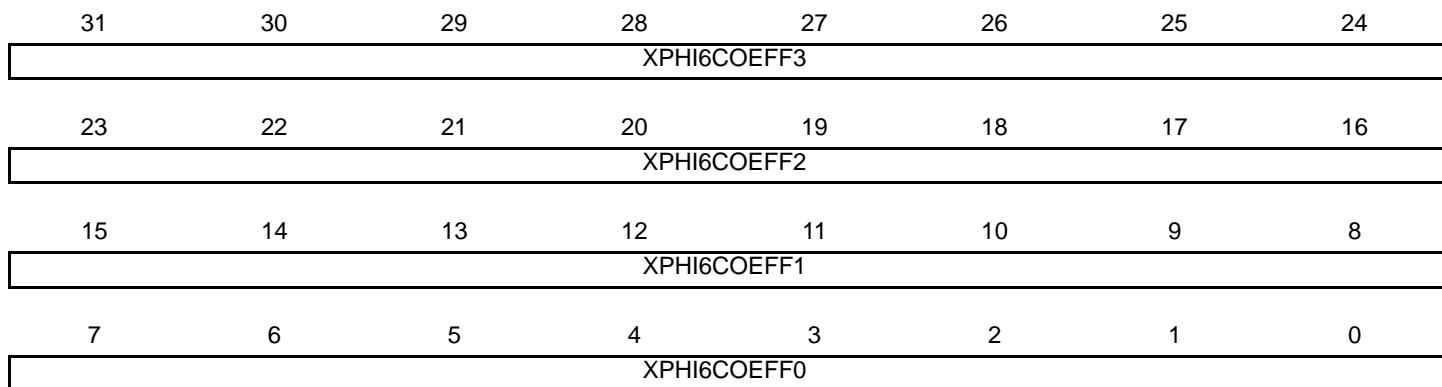 31 30 29 28 27 26 25 24
XPHI6COEFF3
23 22 21 20 19 18 17 16
XPHI6COEFF2
15 14 13 12 11 10 9 8
XPHI6COEFF1
7 6 5 4 3 2 1 0
XPHI6COEFF0